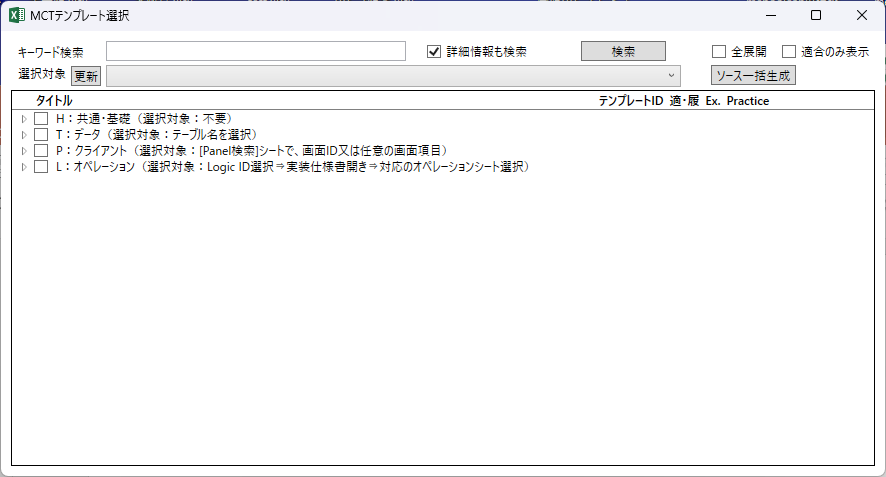 MCTテンプレート選択
キーワード検索 詳細情報も検索 検索 全展開 適合のみ表示
選択対象 更新 ソース一括生成
タイトル テンプレートID 適・履 Ex. Practice
H：共通・基礎（選択対象：不要）
T：データ（選択対象：テーブル名を選択）
P：クライアント（選択対象：[Panel検索]シートで、画面ID又は任意の画面項目）
L：オペレーション（選択対象：Logic ID選択⇒実装仕様書開き⇒対応のオペレーションシート選択）